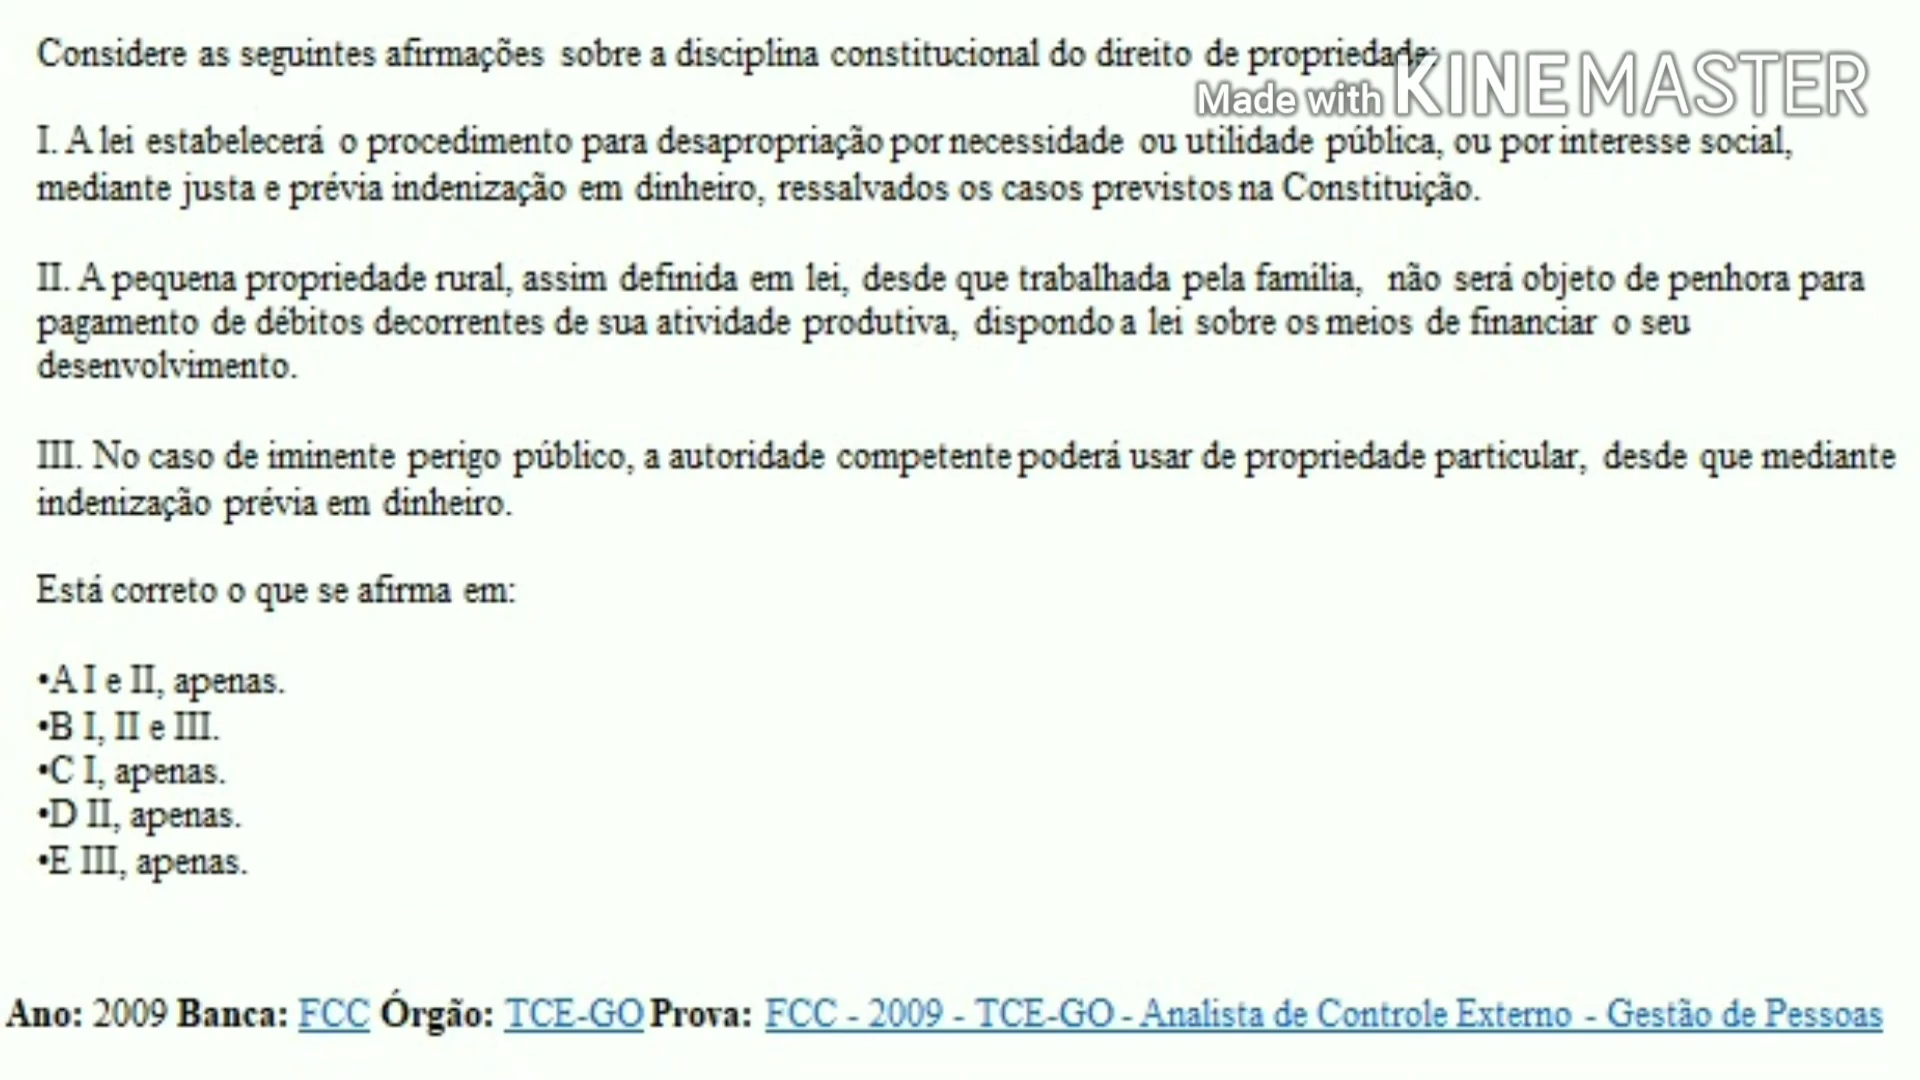 Considere as seguintes afirmações sobre a disciplina constitucional do direito de propriedade:
Made with KINEMASTER
I. A lei estabelecerá o procedimento para desapropriação por necessidade ou utilidade pública, ou por interesse social,
mediante justa e prévia indenização em dinheiro, ressalvados os casos previstos na Constituição.
II. A pequena propriedade rural, assim definida em lei, desde que trabalhada pela família, não será objeto de penhora para
pagamento de débitos decorrentes de sua atividade produtiva, dispondo a lei sobre os meios de financiar o seu
desenvolvimento.
III. No caso de iminente perigo público, a autoridade competente poderá usar de propriedade particular, desde que mediante
indenização prévia em dinheiro.
Está correto o que se afirma em:
•A I e II, apenas.
•B I, II e III.
•C I, apenas.
•D II, apenas.
•E III, apenas.
Ano: 2009 Banca: FCC Órgão: TCE-GO Prova: FCC - 2009 - TCE-GO - Analista de Controle Externo - Gestão de Pessoas